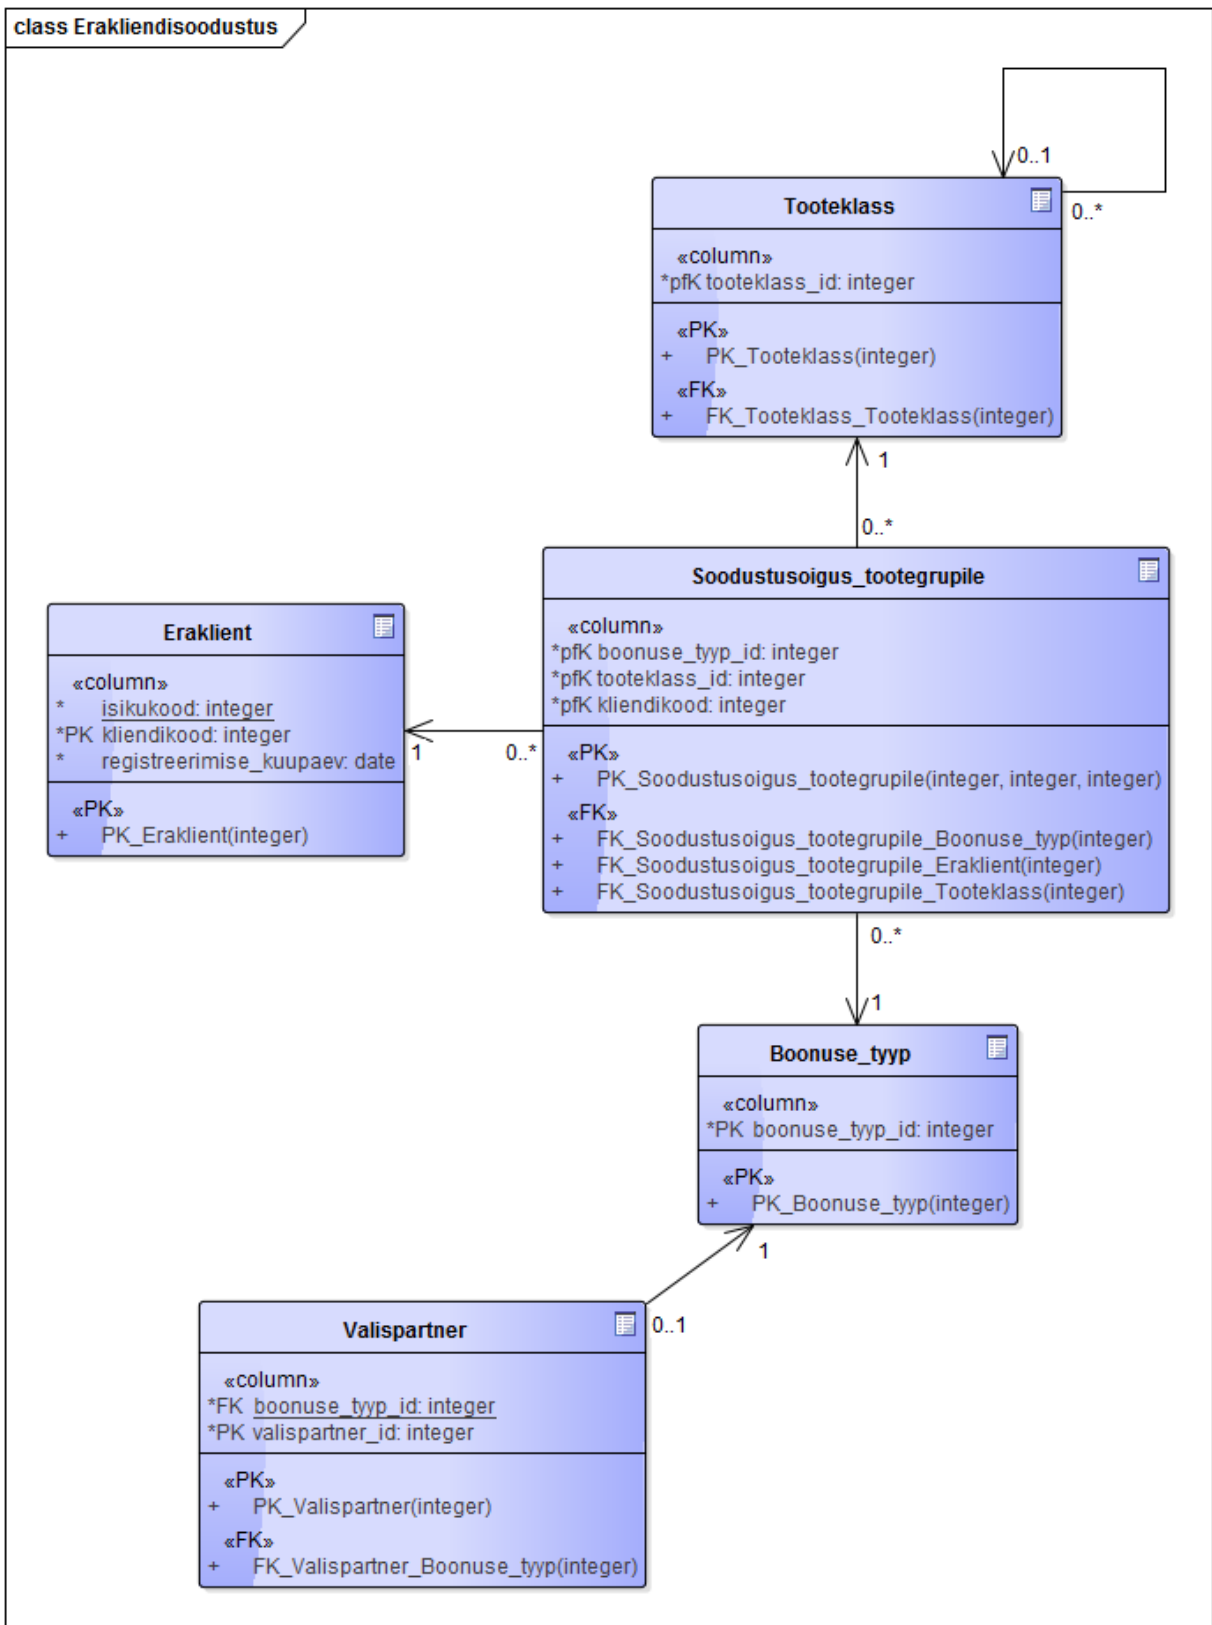 class Erakliendisoodustus
0..1
Tooteklass
0..*
«column»
*pfK tooteklass_id: integer
«PK»
+ PK_Tooteklass(integer)
«FK»
+ FK_Tooteklass_Tooteklass(integer)
1
0..*
Soodustusoigus_tootegrupile
«column»
*pfK boonuse_typ_id: integer
*pfK tooteklass_id: integer
*pfK kliendikood: integer
«PK»
+ PK_Soodustusoigus_tootegrupile(integer, integer, integer)
«FK»
+ FK_Soodustusoigus_tootegrupile_Boonuse_tyyp(integer)
+ FK_Soodustusoigus_tootegrupile_Eraklient(integer)
+ FK_Soodustusoigus_tootegrupile_Tooteklass(integer)
Eraklient
«column»
* isikukood: integer
*PK kliendikood: integer
* registreerimise_kuupaev: date
«PK»
+ PK_Eraklient(integer)
1
0..*
0..*
1
Boonuse_tyyp
«column»
*PK boonuse_tyyp_id: integer
«PK»
+ PK_Boonuse_tyyp(integer)
1
0..1
Valispartner
«column»
*FK boonuse_tyyp_id: integer
*PK valispartner_id: integer
«PK»
+ PK_Valispartner(integer)
«FK»
+ FK_Valispartner_Boonuse_tyyp(integer)